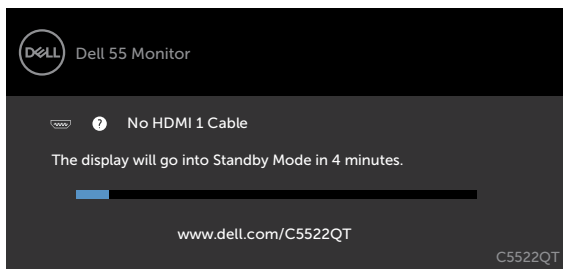 DELL
Dell 55 Monitor
? No HDMI 1 Cable
The display will go into Standby Mode in 4 minutes.
www.dell.com/C5522QT
C5522QT